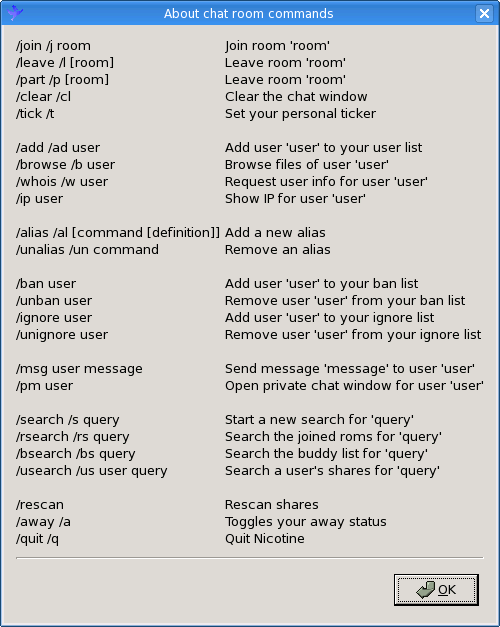 About chat room commands
/join /j room Join room 'room'
/leave /l [room] Leave room 'room'
/part /p [room] Leave room 'room'
/clear /cl Clear the chat window
/tick /t Set your personal ticker
/add /ad user Add user 'user' to your user list
/browse /b user Browse files of user 'user'
/whois /w user Request user info for user 'user'
/ip user Show IP for user 'user'
/alias /al [command [definition]] Add a new alias
/unalias /un command Remove an alias
/ban user Add user 'user' to your ban list
/unban user Remove user 'user' from your ban list
/ignore user Add user 'user' to your ignore list
/unignore user Remove user 'user' from your ignore list
/msg user message Send message 'message' to user 'user'
/pm user Open private chat window for user 'user'
/search /s query Start a new search for 'query'
/rsearch /rs query Search the joined roms for 'query'
/bsearch /bs query Search the buddy list for 'query'
/usearch /us user query Search a user's shares for 'query'
/rescan Rescan shares
/away /a Toggles your away status
/quit /q Quit Nicotine
OK